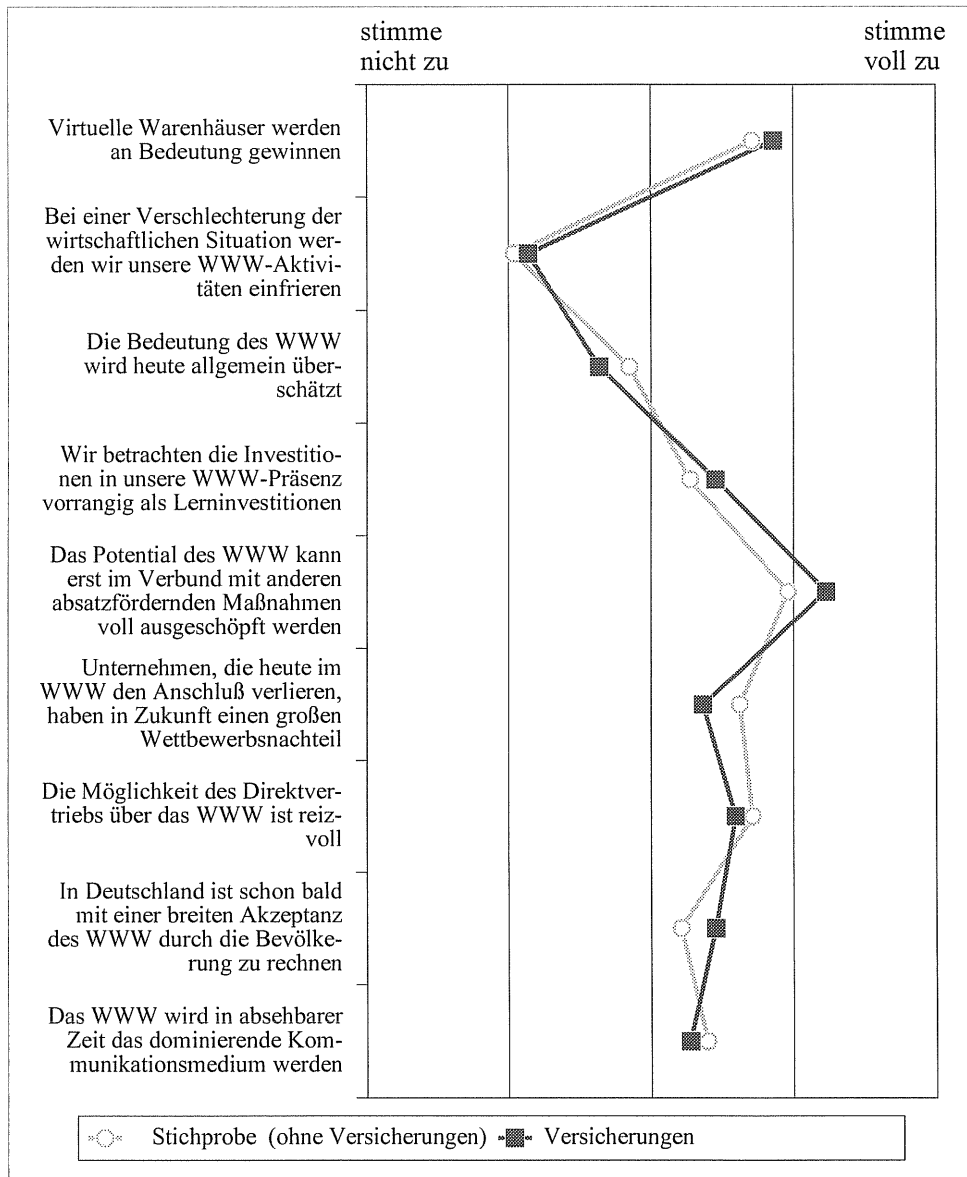 stimme stimme
nicht zu voll zu
Virtuelle Warenhäuser werden
an Bedeutung gewinnen
Bei einer Verschlechterung der
wirtschaftlichen Situation wer-
den wir unsere WWW-Aktivi-
täten einfrieren
Die Bedeutung des WWW
wird heute allgemein über-
schätzt
Wir betrachten die Investitio-
nen in unsere WWW-Präsenz
vorrangig als Lerninvestitionen
Das Potential des WWW kann
erst im Verbund mit anderen
absatzfördernden Maßnahmen
voll ausgeschöpft werden
Unternehmen, die heute im
WWW den Anschluß verlieren,
haben in Zukunft einen großen
Wettbewerbsnachteil
Die Möglichkeit des Direktver-
triebs über das WWW ist reiz-
voll
In Deutschland ist schon bald
mit einer breiten Akzeptanz
des WWW durch die Bevölke-
rung zu rechnen
Das WWW wird in absehbarer
Zeit das dominierende Kom-
munikationsmedium werden
Stichprobe (ohne Versicherungen) Versicherungen